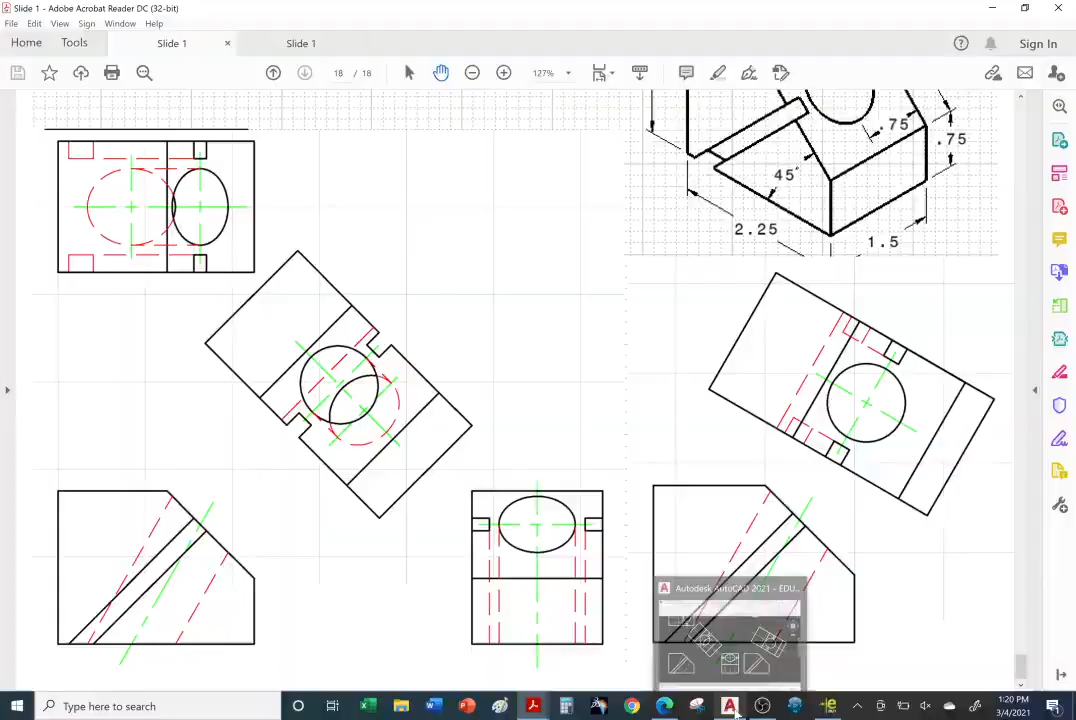 Slide 1 - Adobe Acrobat Reader DC (32-bit)
File Edit View Sign Window Help
Home Tools Slide 1 × Slide 1 Sign In
18 / 18 127%
.75
.75
45°
2.25
1.5
Autodesk AutoCAD 2021 - EDU...
Type here to search
1:20 PM
3/4/2021